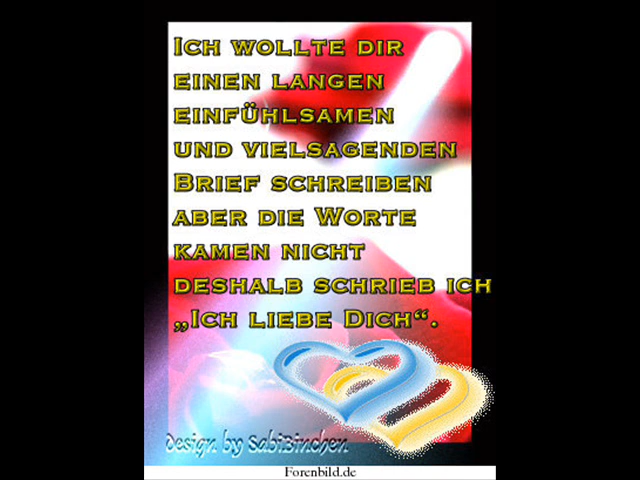 Ich wollte dir
einen langen
einfühlsamen
und vielsagenden
Brief schreiben
aber die Worte
kamen nicht
deshalb schrieb ich
„Ich liebe Dich“.
design by SabiBinchen
Forenbild.de